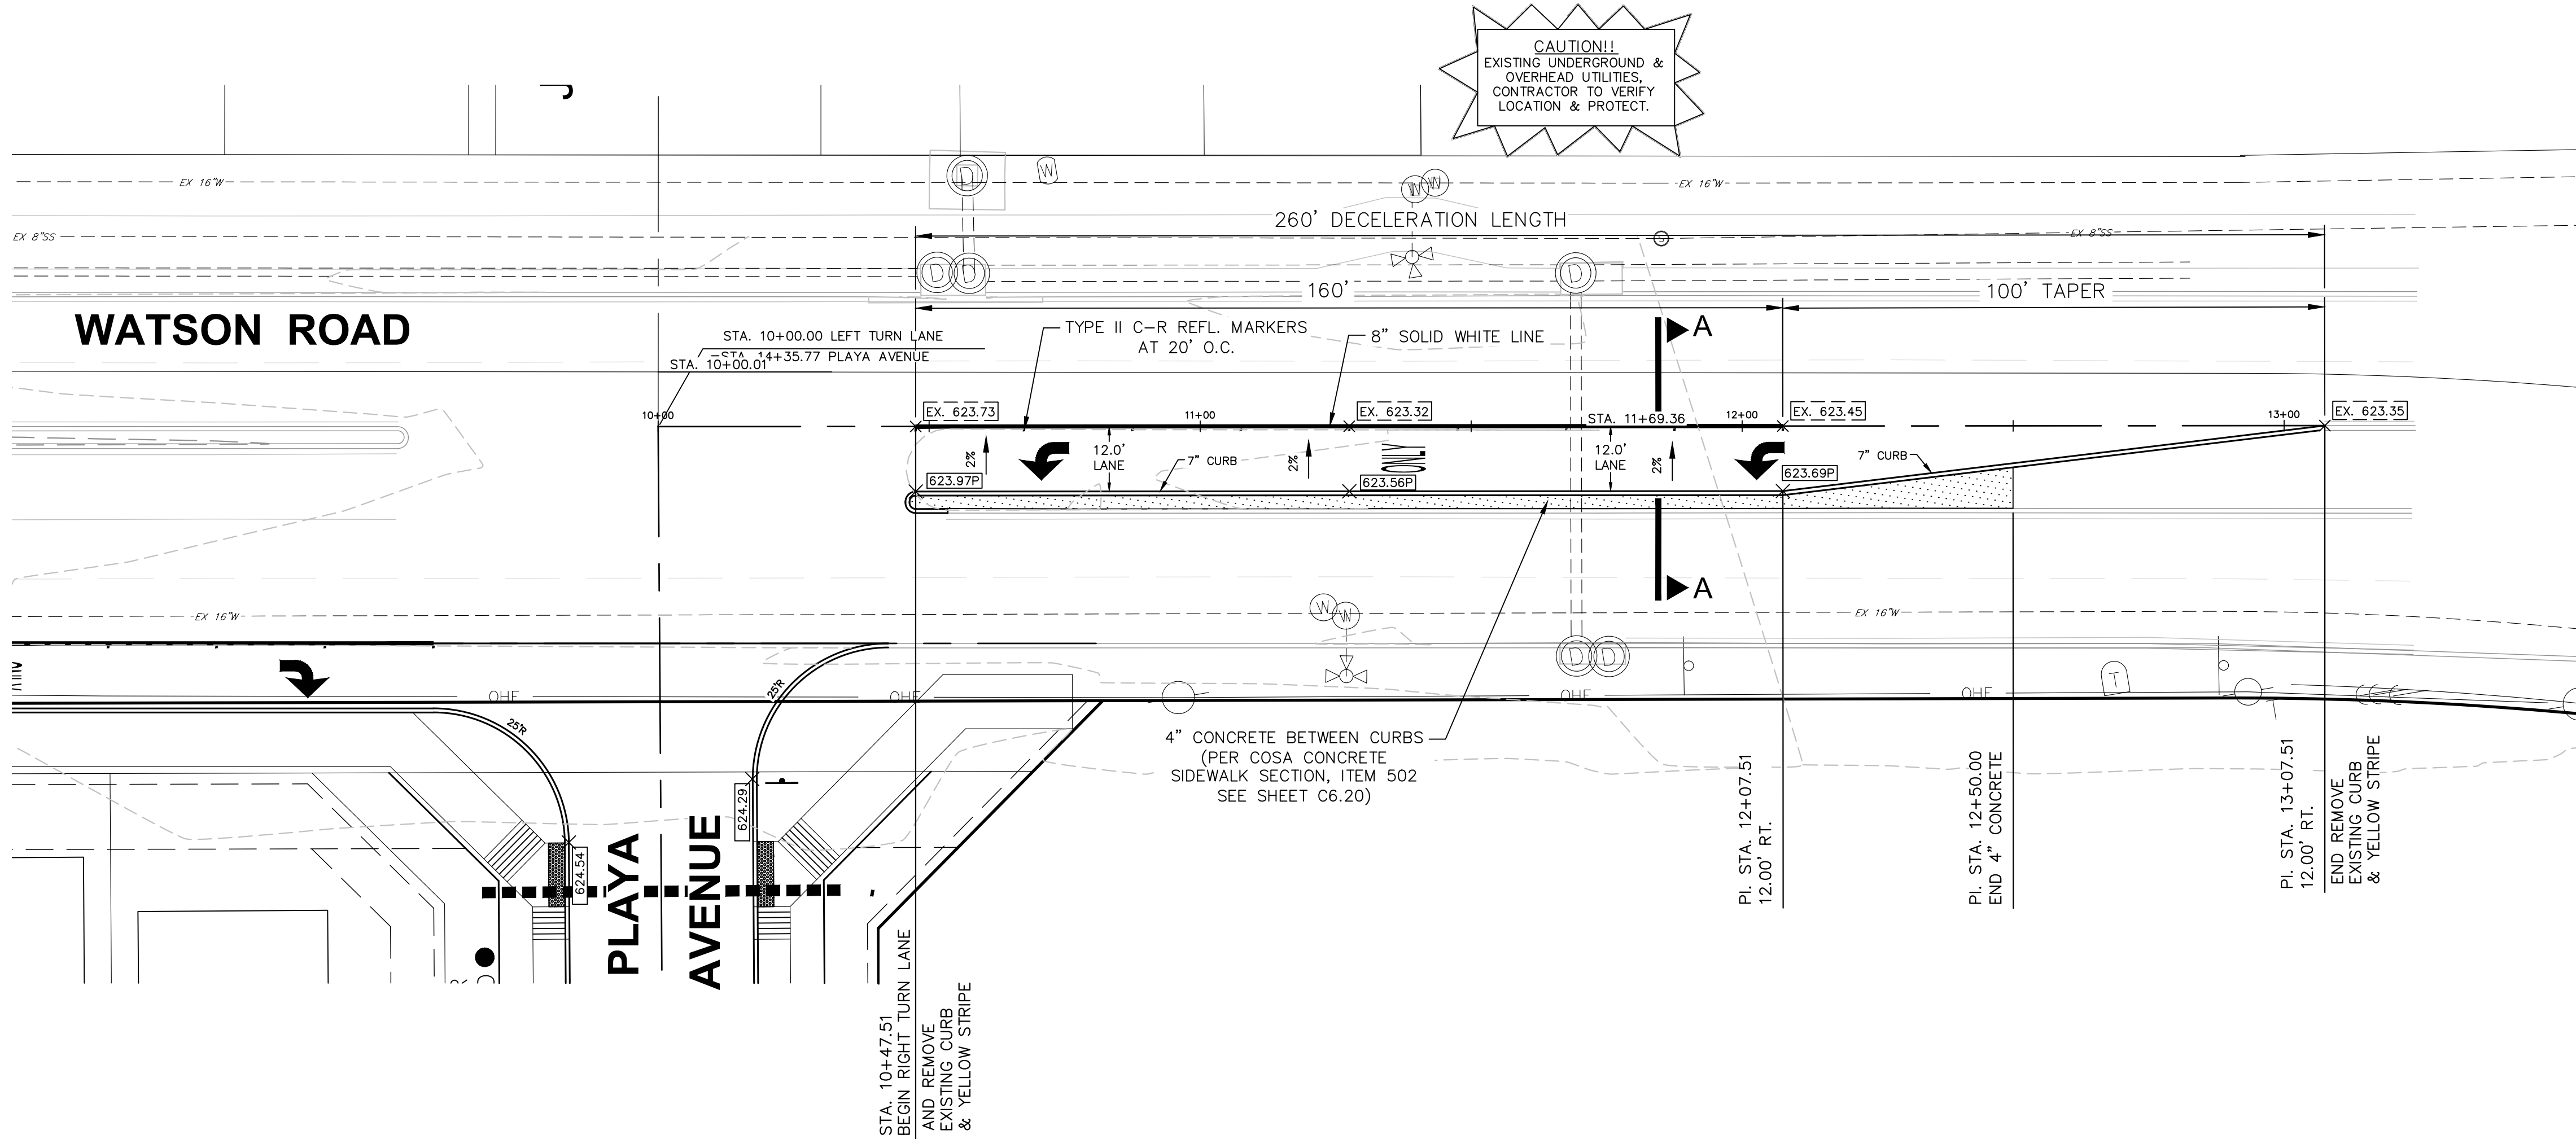 CAUTION!!
EXISTING UNDERGROUND &
OVERHEAD UTILITIES,
CONTRACTOR TO VERIFY
LOCATION & PROTECT.
EX 16"W
EX 16"W
260' DECELERATION LENGTH
EX 8"SS
EX 8"SS
D
W
W
W
S
D
D
D
160'
100' TAPER
WATSON ROAD
STA. 10+00.00 LEFT TURN LANE
=STA. 14+35.77 PLAYA AVENUE
STA. 10+00.01
TYPE II C-R REFL. MARKERS
AT 20' O.C.
8" SOLID WHITE LINE
A
10+00
EX. 623.73
11+00
EX. 623.32
STA. 11+69.36
12+00
EX. 623.45
13+00
EX. 623.35
2%
12.0'
LANE
7" CURB
2%
ONLY
12.0'
LANE
2%
7" CURB
623.97P
623.56P
623.69P
A
EX 16"W
W
W
EX 16"W
D
D
T
OHE
OHE
OHE
OHE
25'R
25'R
4" CONCRETE BETWEEN CURBS
(PER COSA CONCRETE
SIDEWALK SECTION, ITEM 502
SEE SHEET C6.20)
624.29
624.54
PLAYA
AVENUE
STA. 10+47.51
BEGIN RIGHT TURN LANE
AND REMOVE
EXISTING CURB
& YELLOW STRIPE
PI. STA. 12+07.51
12.00' RT.
PI. STA. 12+50.00
END 4" CONCRETE
PI. STA. 13+07.51
12.00' RT.
END REMOVE
EXISTING CURB
& YELLOW STRIPE